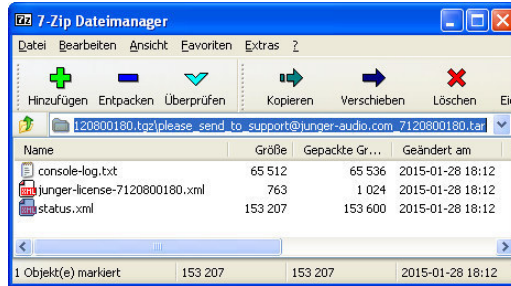 7-Zip Dateimanager
Datei Bearbeiten Ansicht Favoriten Extras ?
Hinzufügen Entpacken Überprüfen Kopieren Verschieben Löschen Ei
120800180.tgz\please_send_to_support@junger-audio.com_7120800180.tar
Name Größe Gepackte Gr... Geändert am
console-log.txt 65 512 65 536 2015-01-28 18:12
junger-license-7120800180.xml 763 1 024 2015-01-28 18:12
status.xml 153 207 153 600 2015-01-28 18:12
1 Objekt(e) markiert 153 207 153 207 2015-01-28 18:12